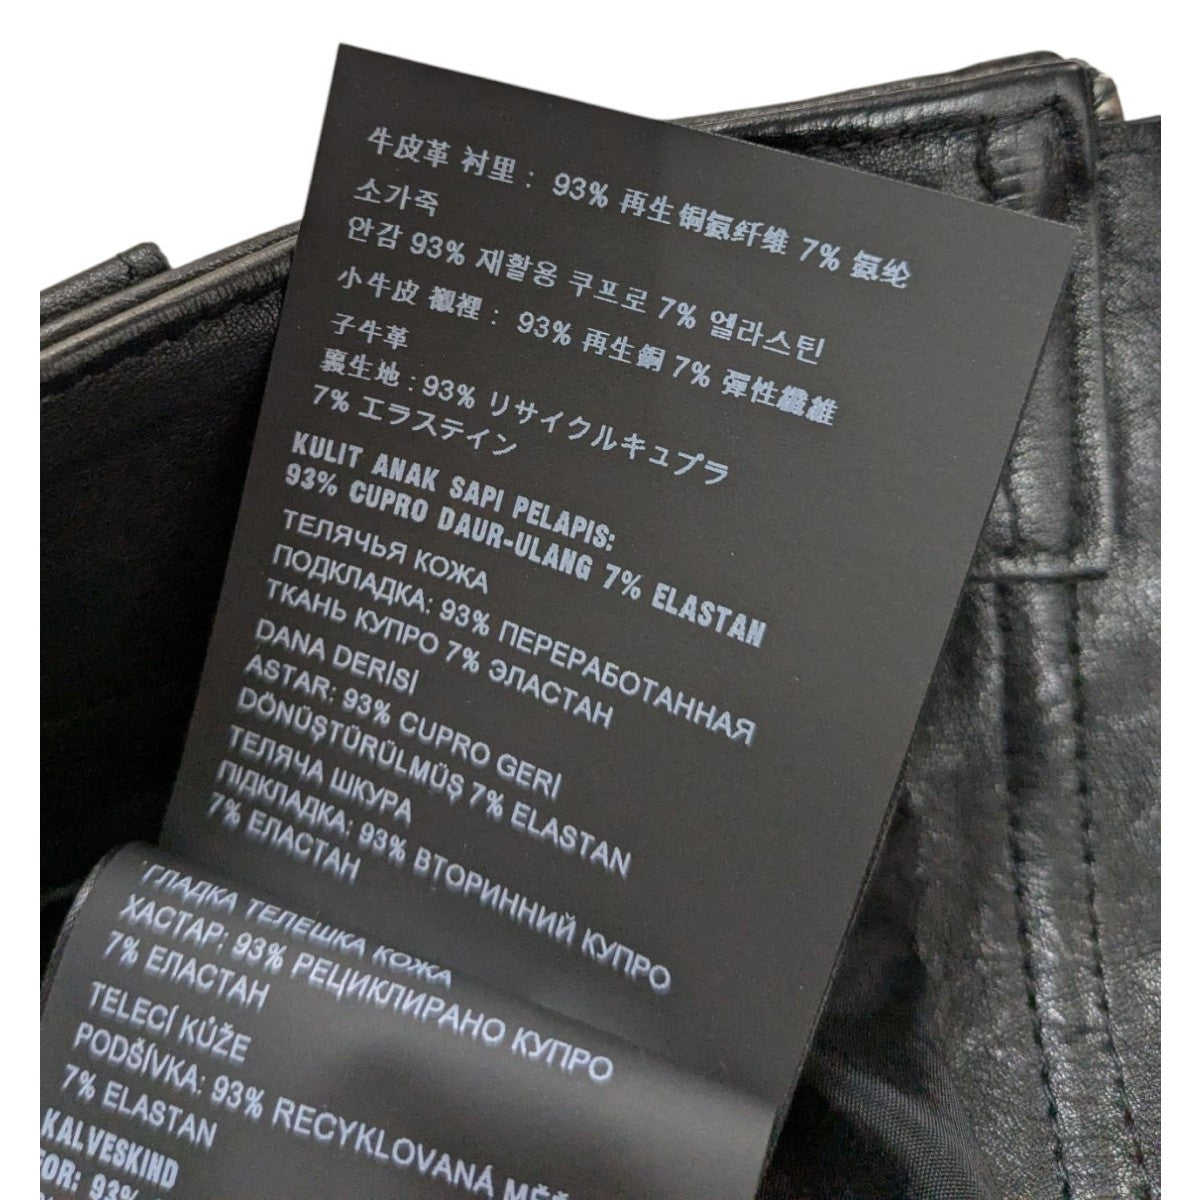 牛皮革 衬里： 93% 再生铜氨纤维 7% 氨纶
소가죽
안감 93% 재활용 쿠프로 7% 엘라스틴
小牛皮 襯裡： 93% 再生銅 7% 彈性纖維
子牛革
裏生地：93% リサイクルキュプラ
7% エラステイン
KULIT ANAK SAPI PELAPIS:
93% CUPRO DAUR-ULANG 7% ELASTAN
ТЕЛЯЧЬЯ КОЖА
ПОДКЛАДКА: 93% ПЕРЕРАБОТАННАЯ
ТКАНЬ КУПРО 7% ЭЛАСТАН
DANA DERİSİ
ASTAR: 93% CUPRO GERI
DÖNÜŞTÜRÜLMÜŞ 7% ELASTAN
ТЕЛЯЧА ШКУРА
ПІДКЛАДКА: 93% ВТОРИННИЙ КУПРО
7% ЕЛАСТАН
ГЛАДКА ТЕЛЕШКА КОЖА
ХАСТАР: 93% РЕЦИКЛИРАНО КУПРО
7% ЕЛАСТАН
TELECÍ KŮŽE
PODŠÍVKA: 93% RECYKLOVANÁ
7% ELASTAN
KALVESKIND
FOR: 93%